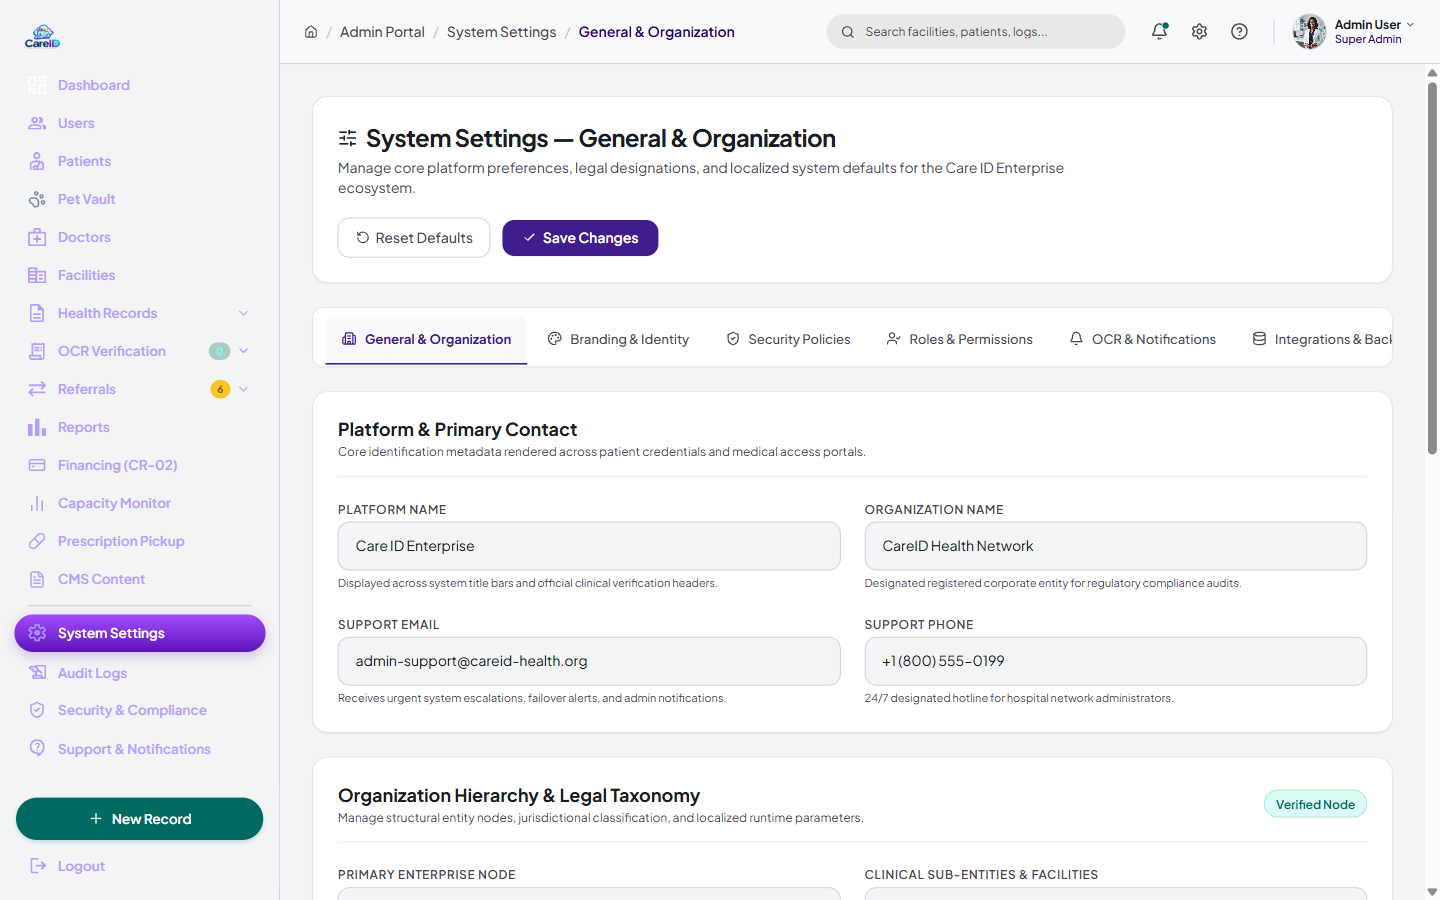 CareID
Dashboard
Users
Patients
Pet Vault
Doctors
Facilities
Health Records
OCR Verification 0
Referrals 6
Reports
Financing (CR-02)
Capacity Monitor
Prescription Pickup
CMS Content
System Settings
Audit Logs
Security & Compliance
Support & Notifications
New Record
Logout
/ Admin Portal / System Settings / General & Organization
Search facilities, patients, logs...
Admin User
Super Admin
System Settings — General & Organization
Manage core platform preferences, legal designations, and localized system defaults for the Care ID Enterprise
ecosystem.
Reset Defaults Save Changes
General & Organization Branding & Identity Security Policies Roles & Permissions OCR & Notifications Integrations & Back
Platform & Primary Contact
Core identification metadata rendered across patient credentials and medical access portals.
PLATFORM NAME
Care ID Enterprise
Displayed across system title bars and official clinical verification headers.
ORGANIZATION NAME
CareID Health Network
Designated registered corporate entity for regulatory compliance audits.
SUPPORT EMAIL
admin-support@careid-health.org
Receives urgent system escalations, failover alerts, and admin notifications.
SUPPORT PHONE
+1 (800) 555-0199
24/7 designated hotline for hospital network administrators.
Organization Hierarchy & Legal Taxonomy
Manage structural entity nodes, jurisdictional classification, and localized runtime parameters.
Verified Node
PRIMARY ENTERPRISE NODE
CLINICAL SUB-ENTITIES & FACILITIES